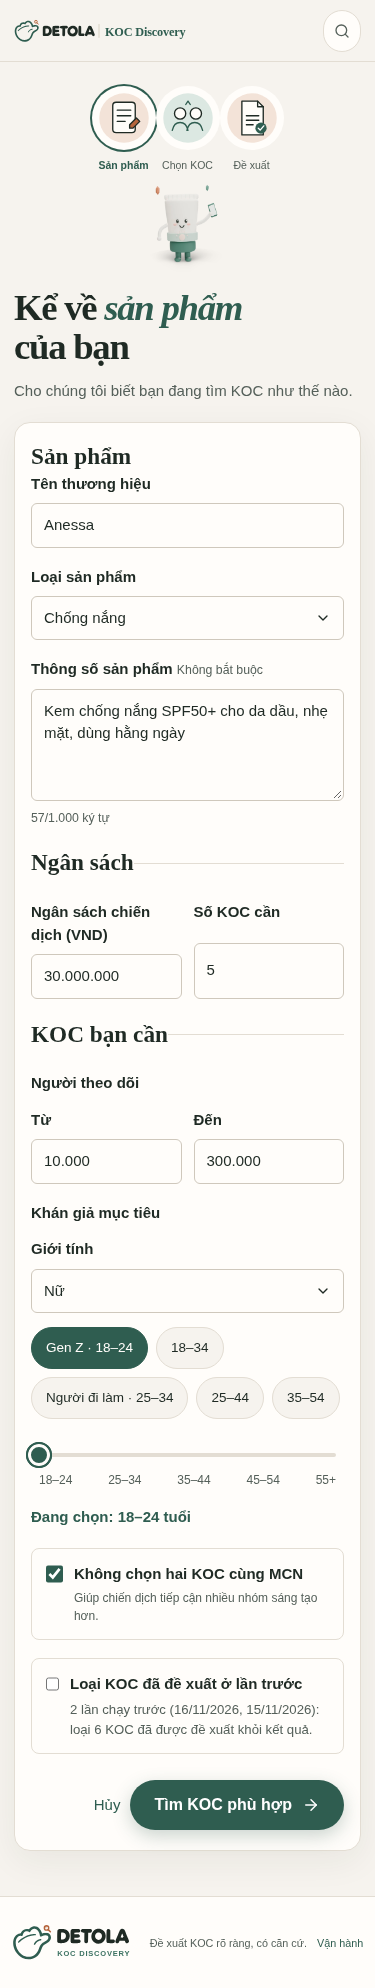 DETOLA KOC Discovery
Sản phẩm Chọn KOC Đề xuất
Kể về sản phẩm
của bạn
Cho chúng tôi biết bạn đang tìm KOC như thế nào.
Sản phẩm
Tên thương hiệu
Anessa
Loại sản phẩm
Chống nắng
Thông số sản phẩm Không bắt buộc
Kem chống nắng SPF50+ cho da dầu, nhẹ
mặt, dùng hằng ngày
57/1.000 ký tự
Ngân sách
Ngân sách chiến
dịch (VND)
30.000.000
Số KOC cần
5
KOC bạn cần
Người theo dõi
Từ
10.000
Đến
300.000
Khán giả mục tiêu
Giới tính
Nữ
Gen Z · 18–24 18–34
Người đi làm · 25–34 25–44 35–54
18–24 25–34 35–44 45–54 55+
Đang chọn: 18–24 tuổi
Không chọn hai KOC cùng MCN
Giúp chiến dịch tiếp cận nhiều nhóm sáng tạo
hơn.
Loại KOC đã đề xuất ở lần trước
2 lần chạy trước (16/11/2026, 15/11/2026):
loại 6 KOC đã được đề xuất khỏi kết quả.
Hủy Tìm KOC phù hợp
DETOLA
KOC DISCOVERY
Đề xuất KOC rõ ràng, có căn cứ. Vận hành